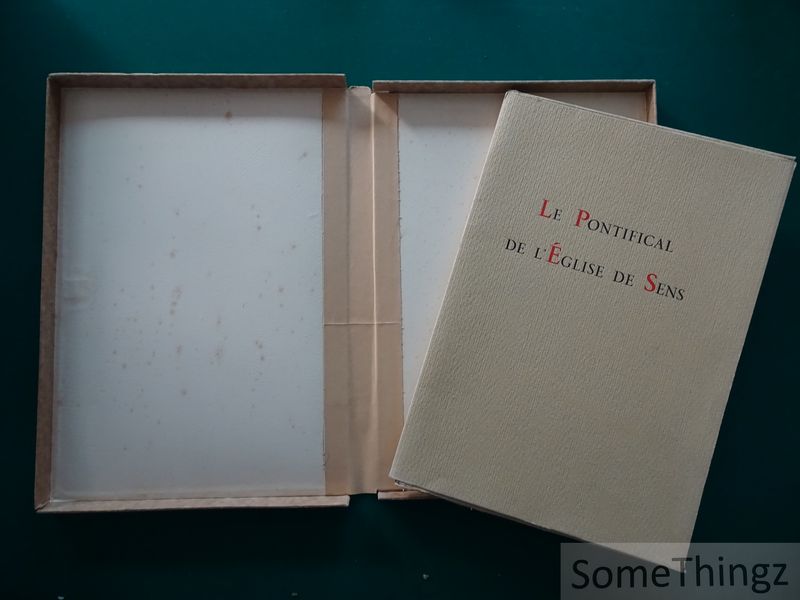 Le Pontifical
de l'Église de Sens
SomeThingz